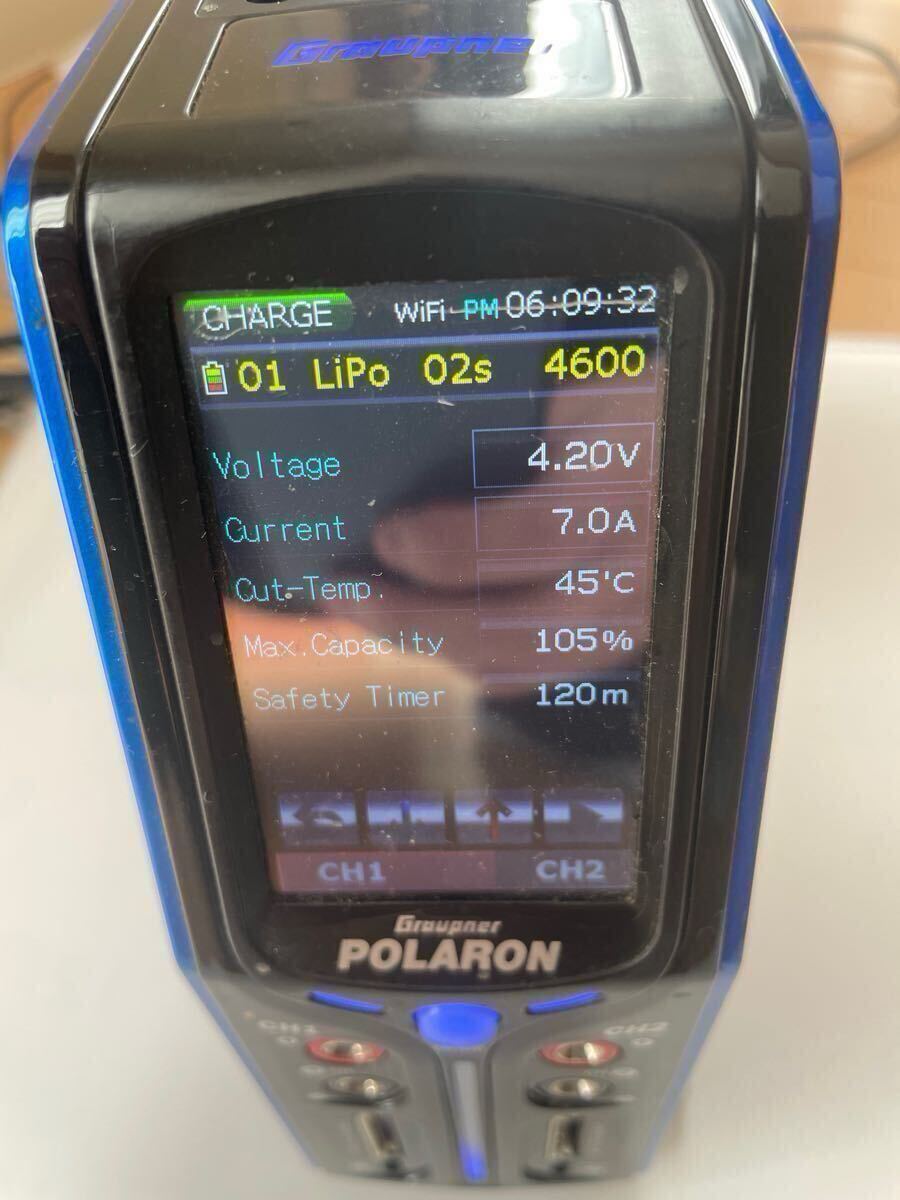 Graupner
CHARGE WiFi PM 06:09:32
01 LiPo 02s 4600
Voltage 4.20V
Current 7.0A
Cut-Temp. 45'C
Max.Capacity 105%
Safety Timer 120m
CH1 CH2
Graupner
POLARON
CH1 CH2